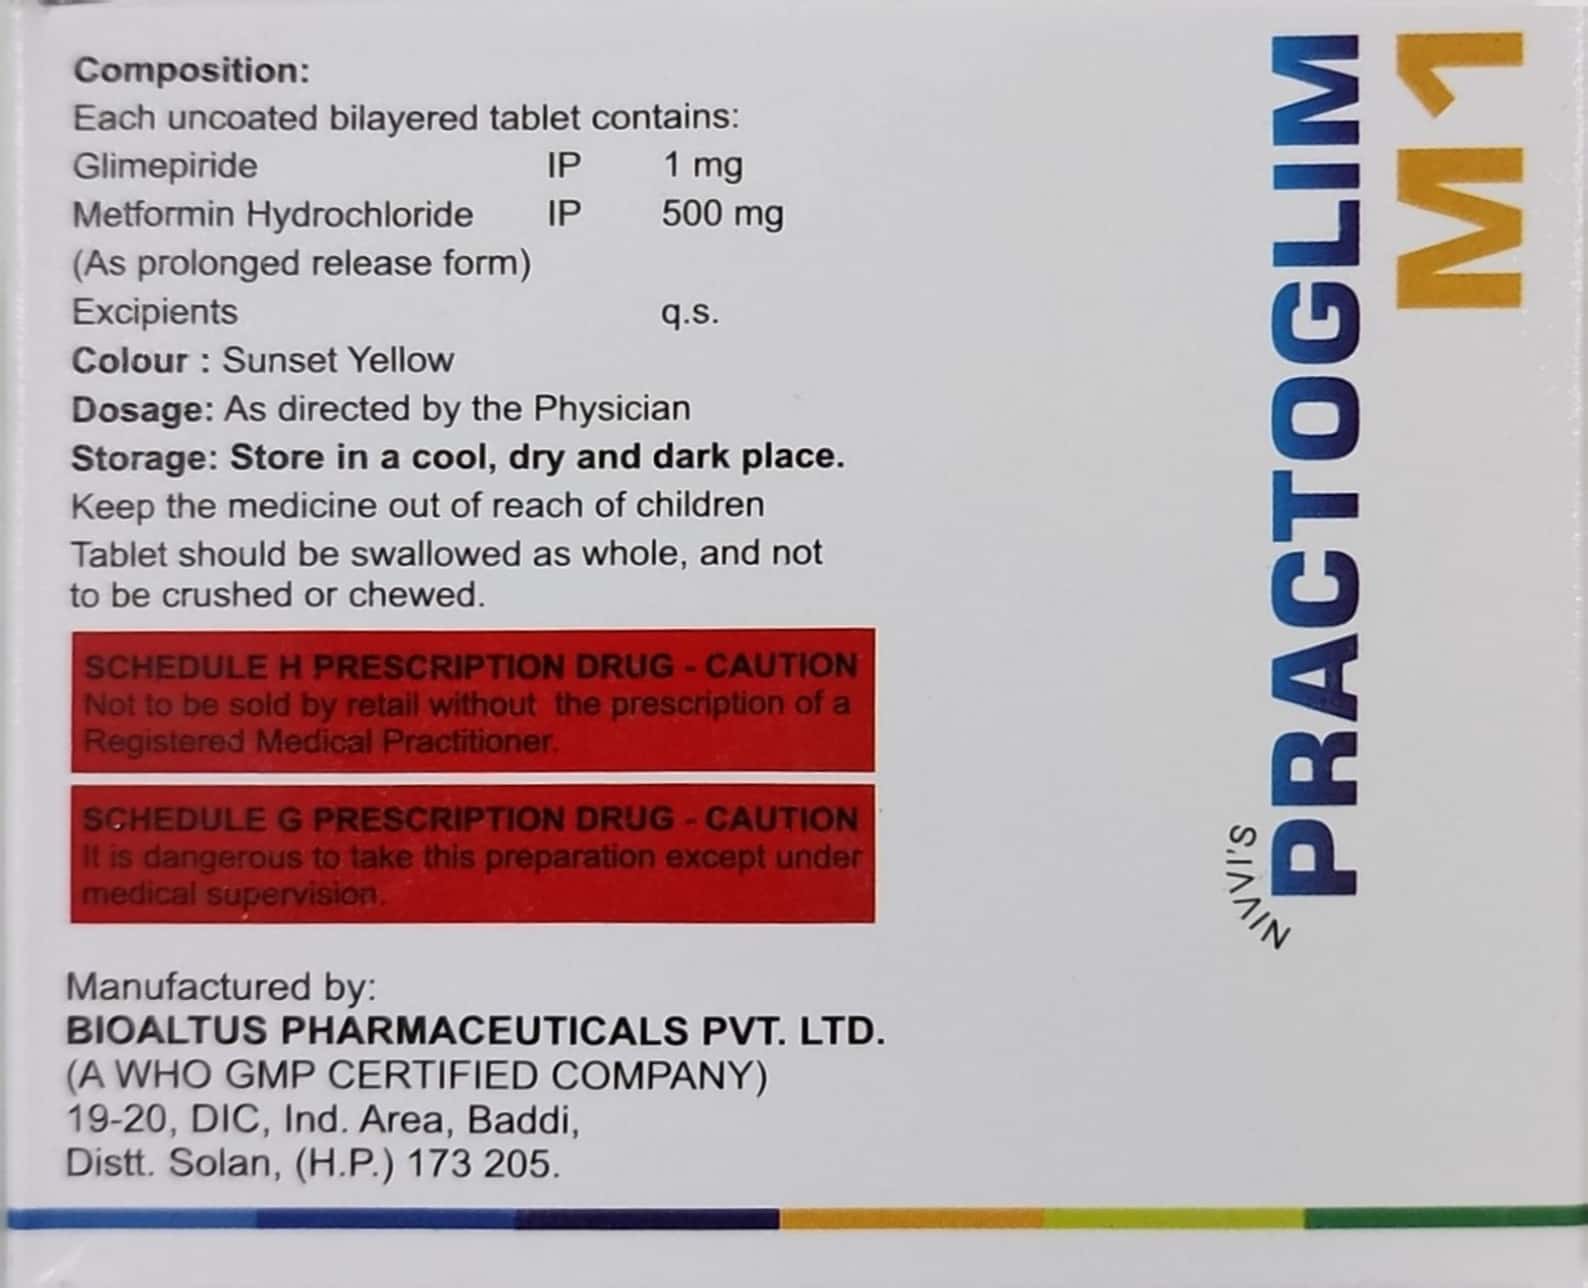 Composition:
Each uncoated bilayered tablet contains:
Glimepiride IP 1 mg
Metformin Hydrochloride IP 500 mg
(As prolonged release form)
Excipients q.s.
Colour : Sunset Yellow
Dosage: As directed by the Physician
Storage: Store in a cool, dry and dark place.
Keep the medicine out of reach of children
Tablet should be swallowed as whole, and not
to be crushed or chewed.
SCHEDULE H PRESCRIPTION DRUG - CAUTION
Not to be sold by retail without the prescription of a
Registered Medical Practitioner.
SCHEDULE G PRESCRIPTION DRUG - CAUTION
It is dangerous to take this preparation except under
medical supervision.
Manufactured by:
BIOALTUS PHARMACEUTICALS PVT. LTD.
(A WHO GMP CERTIFIED COMPANY)
19-20, DIC, Ind. Area, Baddi,
Distt. Solan, (H.P.) 173 205.
NIVVI'S
PRACTOGLIM
M 1